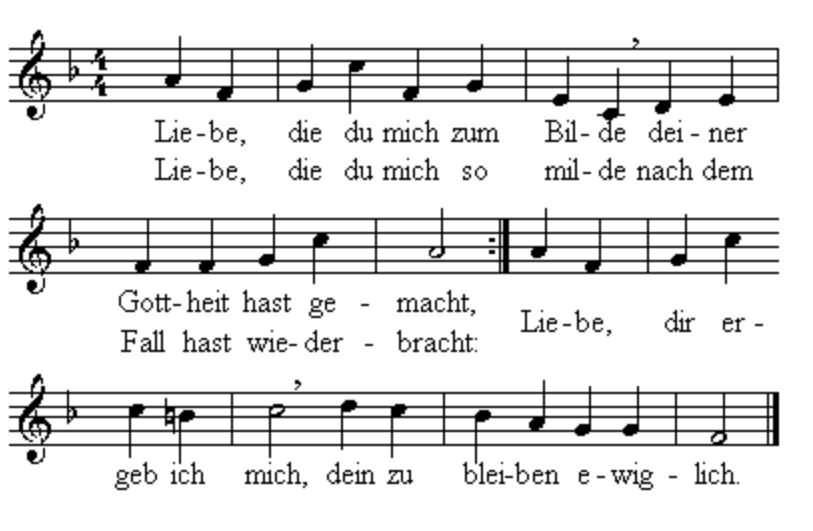 4
4
Lie-be, die du mich zum Bil-de dei-ner
Lie-be, die du mich so mil-de nach dem
Gott-heit hast ge - macht,
Fall hast wie-der - bracht:
Lie-be, dir er-
geb ich mich, dein zu blei-ben e-wig - lich.